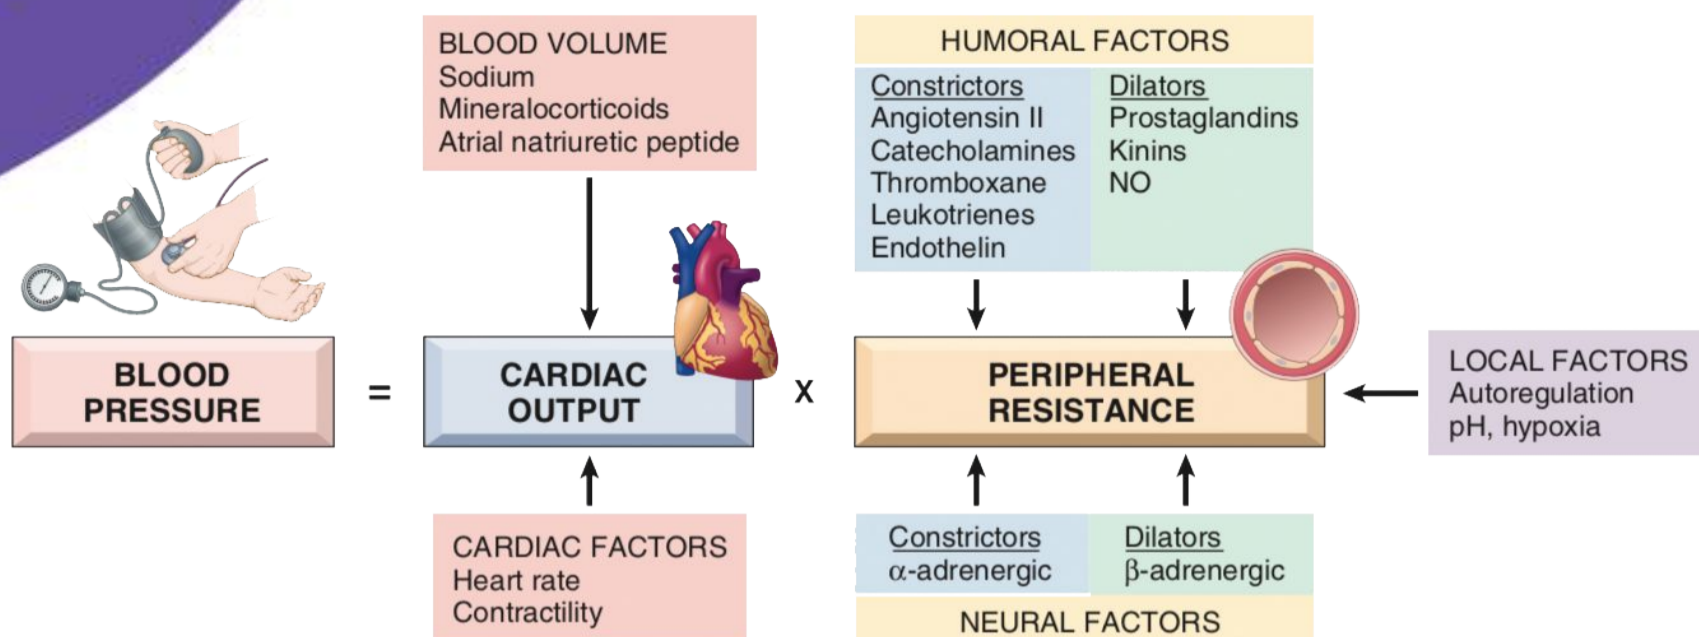 BLOOD VOLUME
Sodium
Mineralocorticoids
Atrial natriuretic peptide
HUMORAL FACTORS
Constrictors
Angiotensin II
Catecholamines
Thromboxane
Leukotrienes
Endothelin
Dilators
Prostaglandins
Kinins
NO
BLOOD
PRESSURE
=
CARDIAC
OUTPUT
X
PERIPHERAL
RESISTANCE
LOCAL FACTORS
Autoregulation
pH, hypoxia
CARDIAC FACTORS
Heart rate
Contractility
Constrictors
α-adrenergic
Dilators
β-adrenergic
NEURAL FACTORS